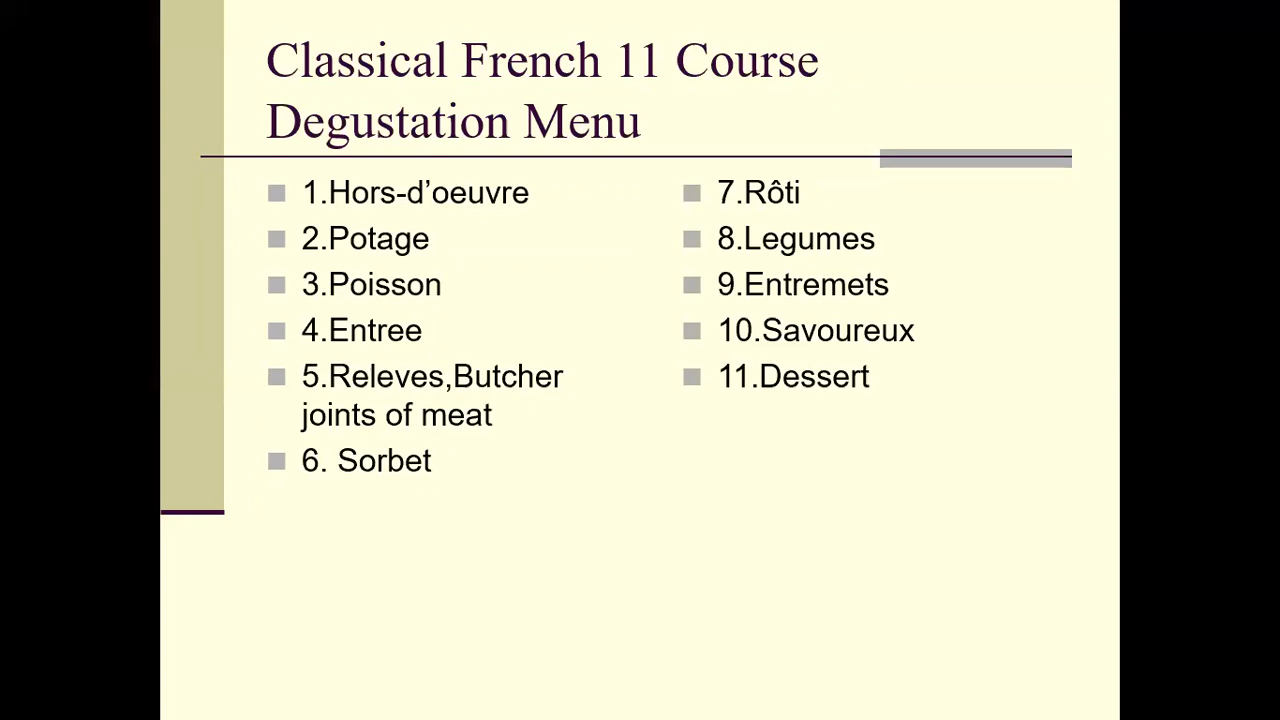 Classical French 11 Course
Degustation Menu
1.Hors-d’oeuvre
2.Potage
3.Poisson
4.Entree
5.Releves,Butcher
joints of meat
6. Sorbet
7.Rôti
8.Legumes
9.Entremets
10.Savoureux
11.Dessert